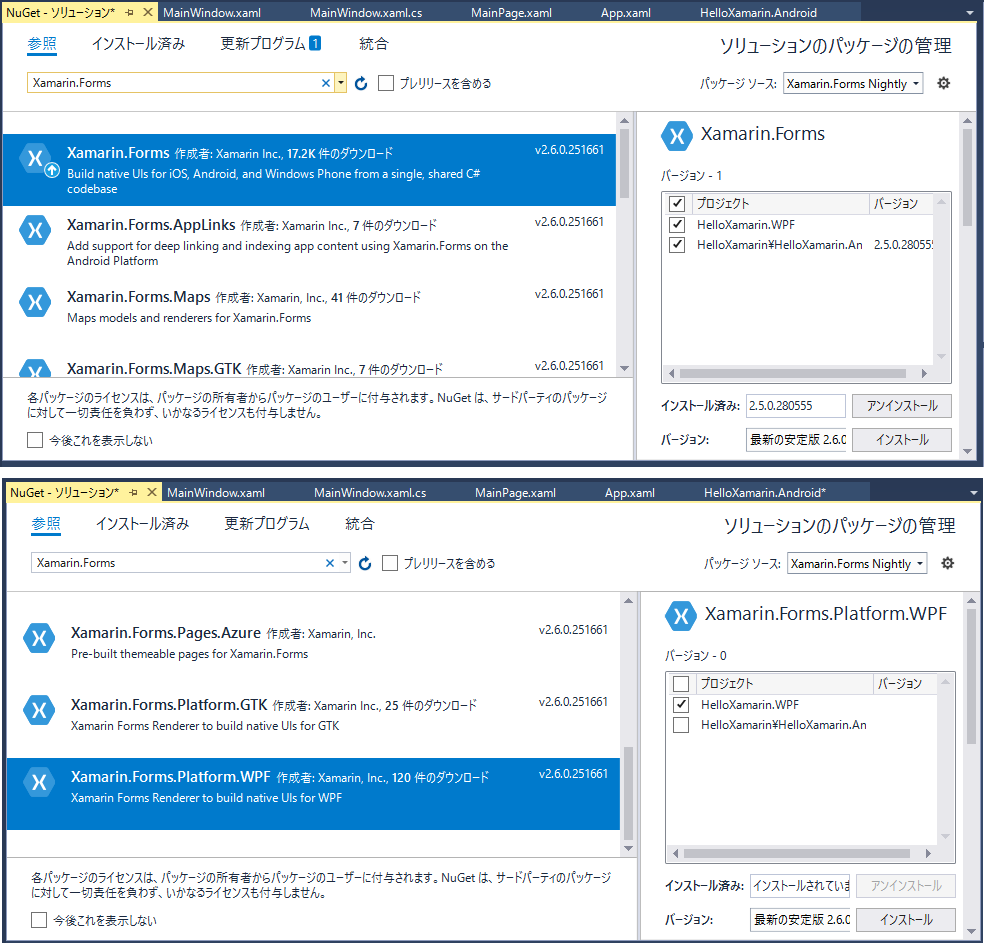 NuGet - ソリューション*
MainWindow.xaml
MainWindow.xaml.cs
MainPage.xaml
App.xaml
HelloXamarin.Android
参照
インストール済み
更新プログラム 1
統合
ソリューションのパッケージの管理
Xamarin.Forms
プレリリースを含める
パッケージ ソース: Xamarin.Forms Nightly
Xamarin.Forms 作成者: Xamarin Inc., 17.2K 件のダウンロード
v2.6.0.251661
Build native UIs for iOS, Android, and Windows Phone from a single, shared C#
codebase
Xamarin.Forms.AppLinks 作成者: Xamarin Inc., 7 件のダウンロード
v2.6.0.251661
Add support for deep linking and indexing app content using Xamarin.Forms on the
Android Platform
Xamarin.Forms.Maps 作成者: Xamarin, Inc., 41 件のダウンロード
v2.6.0.251661
Maps models and renderers for Xamarin.Forms
Xamarin.Forms.Maps.GTK 作成者: Xamarin Inc., 7 件のダウンロード
v2.6.0.251661
各パッケージのライセンスは、パッケージの所有者からパッケージのユーザーに付与されます。NuGet は、サードパーティのパッケージ
に対して一切責任を負わず、いかなるライセンスも付与しません。
今後これを表示しない
Xamarin.Forms
バージョン - 1
プロジェクト
バージョン
HelloXamarin.WPF
HelloXamarin¥HelloXamarin.An
2.5.0.280555
インストール済み: 2.5.0.280555
アンインストール
バージョン: 最新の安定版 2.6.0
インストール
NuGet - ソリューション*
MainWindow.xaml
MainWindow.xaml.cs
MainPage.xaml
App.xaml
HelloXamarin.Android*
参照
インストール済み
更新プログラム
統合
ソリューションのパッケージの管理
Xamarin.Forms
プレリリースを含める
パッケージ ソース: Xamarin.Forms Nightly
Xamarin.Forms.Pages.Azure 作成者: Xamarin, Inc.
v2.6.0.251661
Pre-built themeable pages for Xamarin.Forms
Xamarin.Forms.Platform.GTK 作成者: Xamarin Inc., 25 件のダウンロード
v2.6.0.251661
Xamarin Forms Renderer to build native UIs for GTK
Xamarin.Forms.Platform.WPF 作成者: Xamarin, Inc., 120 件のダウンロード
v2.6.0.251661
Xamarin Forms Renderer to build native UIs for WPF
各パッケージのライセンスは、パッケージの所有者からパッケージのユーザーに付与されます。NuGet は、サードパーティのパッケージ
に対して一切責任を負わず、いかなるライセンスも付与しません。
今後これを表示しない
Xamarin.Forms.Platform.WPF
バージョン - 0
プロジェクト
バージョン
HelloXamarin.WPF
HelloXamarin¥HelloXamarin.An
インストール済み: インストールされていま
アンインストール
バージョン: 最新の安定版 2.6.0
インストール